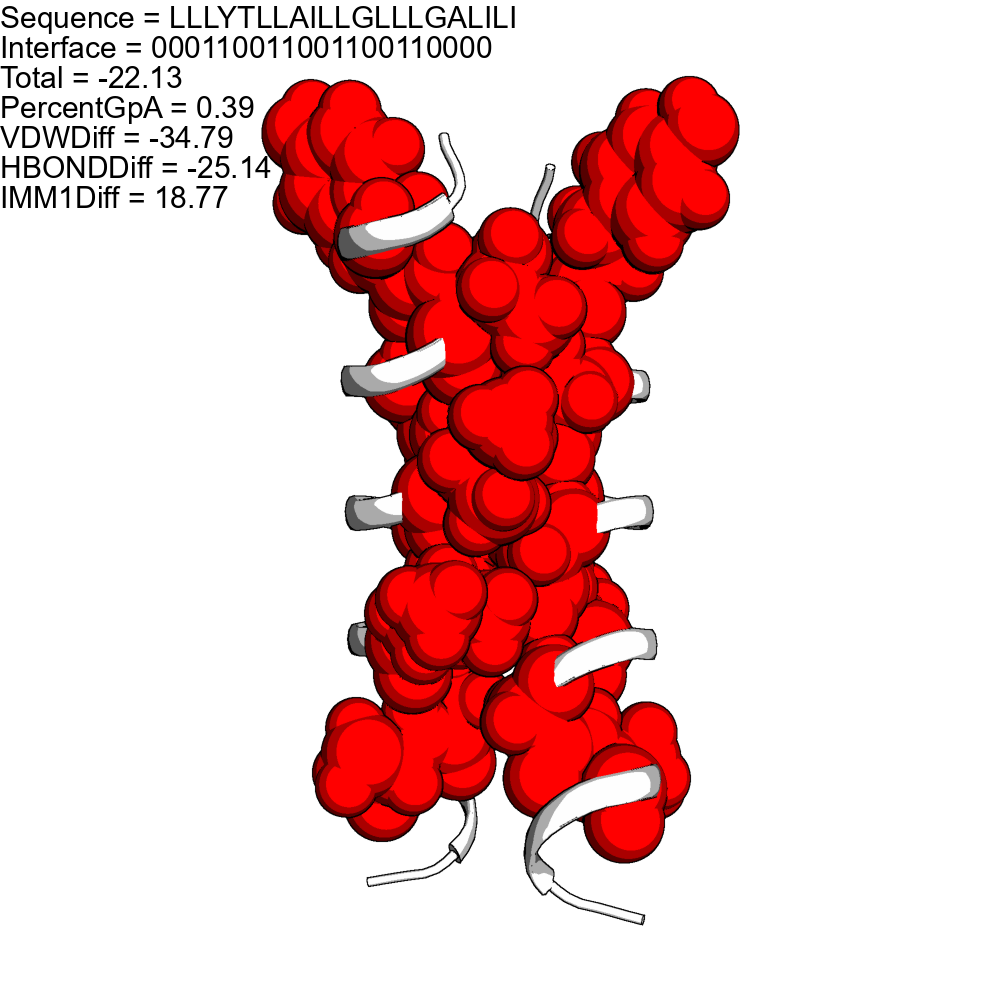 Sequence = LLLYTLLAILLGLLLGALILI
Interface = 000110011001100110000
Total = -22.13
PercentGpA = 0.39
VDWDiff = -34.79
HBONDDiff = -25.14
IMM1Diff = 18.77